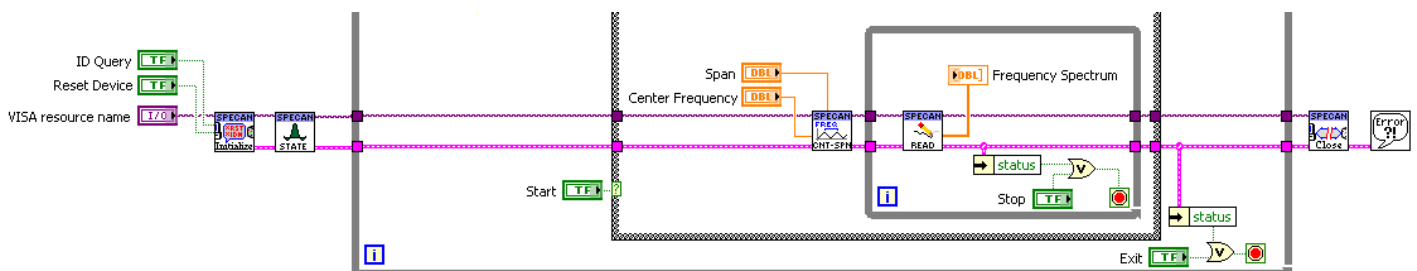 ID Query TF
Reset Device TF
VISA resource name I/O
SPECAN
*RST
*IDN
Initialize
SPECAN
STATE
Start TF ?
i
Span DBL
Center Frequency DBL
SPECAN
FREQ
CNT-SPN
SPECAN
READ
DBL Frequency Spectrum
status
V
Stop TF
i
status
Exit TF V
SPECAN
Close
Error
?!